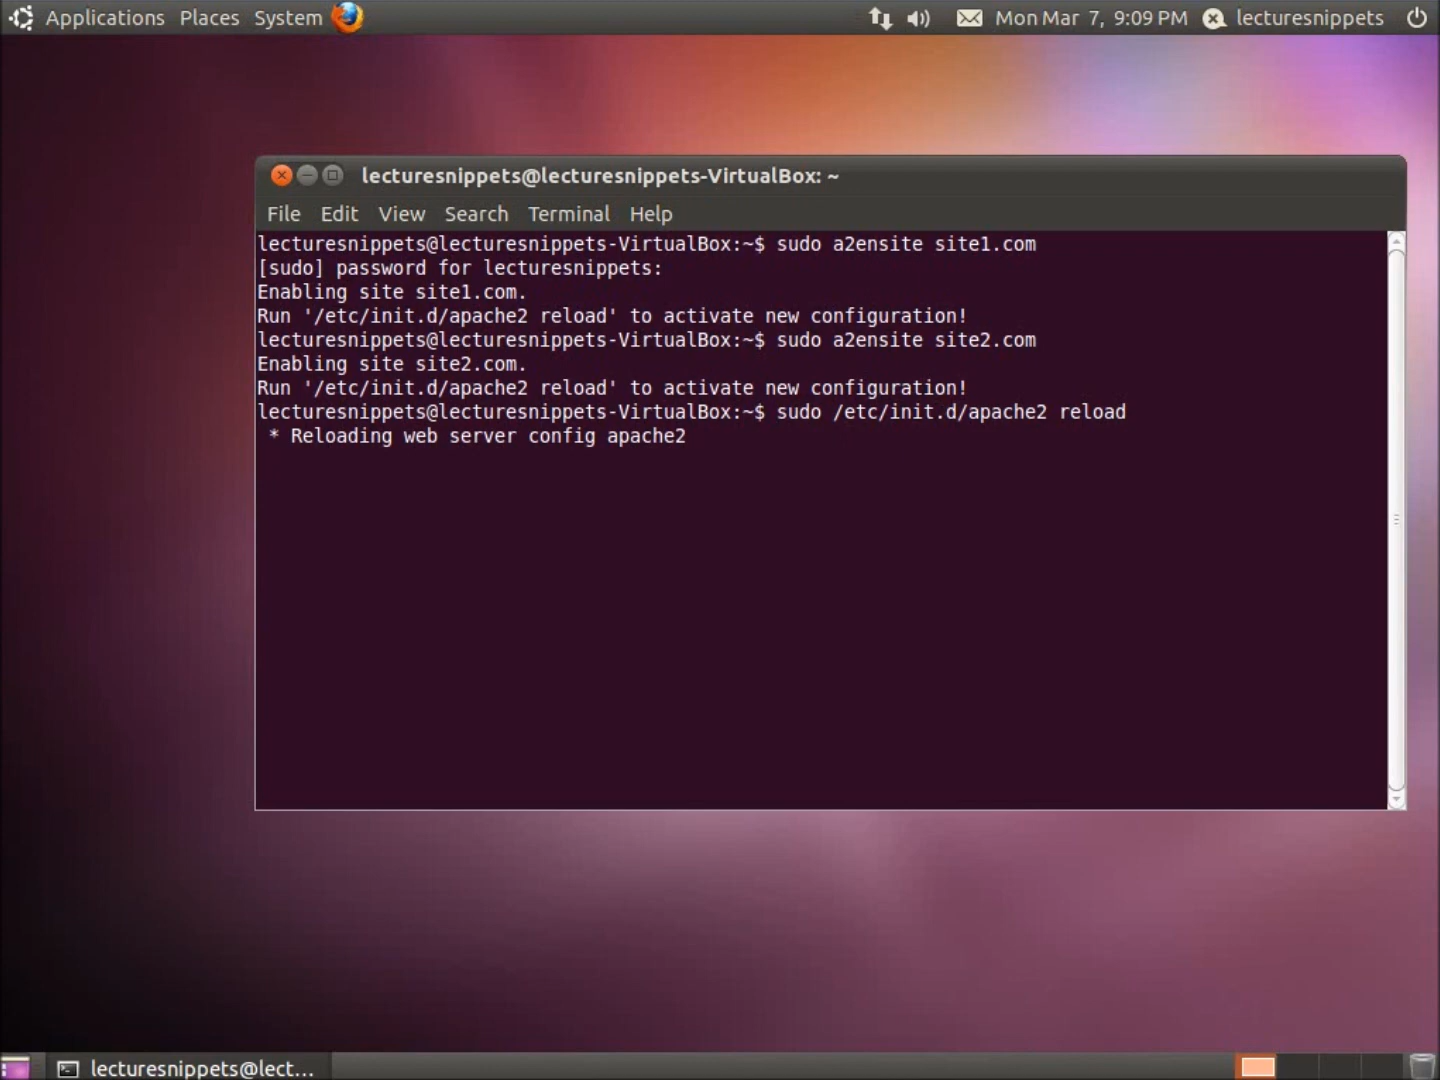 Applications Places System Mon Mar 7, 9:09 PM lecturesnippets
lecturesnippets@lecturesnippets-VirtualBox: ~
File Edit View Search Terminal Help
lecturesnippets@lecturesnippets-VirtualBox:~$ sudo a2ensite site1.com
[sudo] password for lecturesnippets:
Enabling site site1.com.
Run '/etc/init.d/apache2 reload' to activate new configuration!
lecturesnippets@lecturesnippets-VirtualBox:~$ sudo a2ensite site2.com
Enabling site site2.com.
Run '/etc/init.d/apache2 reload' to activate new configuration!
lecturesnippets@lecturesnippets-VirtualBox:~$ sudo /etc/init.d/apache2 reload
* Reloading web server config apache2
lecturesnippets@lect...